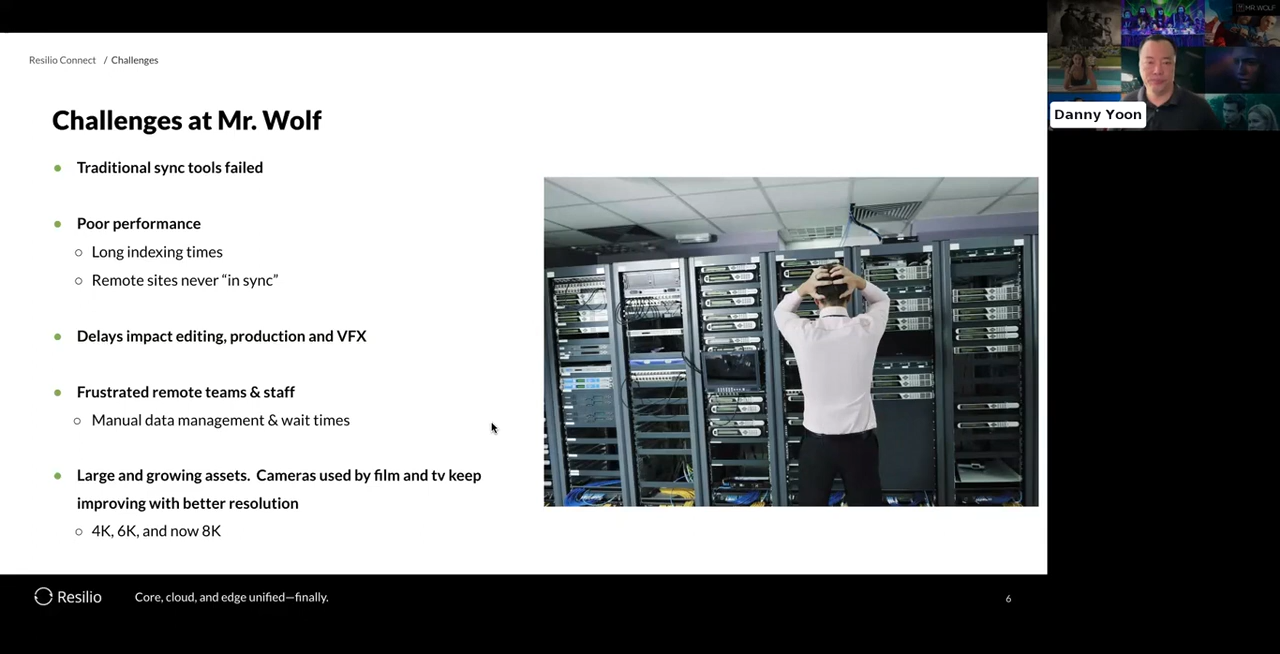 Resilio Connect / Challenges
MR. WOLF
Danny Yoon
Challenges at Mr. Wolf
Traditional sync tools failed
Poor performance
Long indexing times
Remote sites never “in sync”
Delays impact editing, production and VFX
Frustrated remote teams & staff
Manual data management & wait times
Large and growing assets. Cameras used by film and tv keep
improving with better resolution
4K, 6K, and now 8K
Resilio
Core, cloud, and edge unified—finally.
6